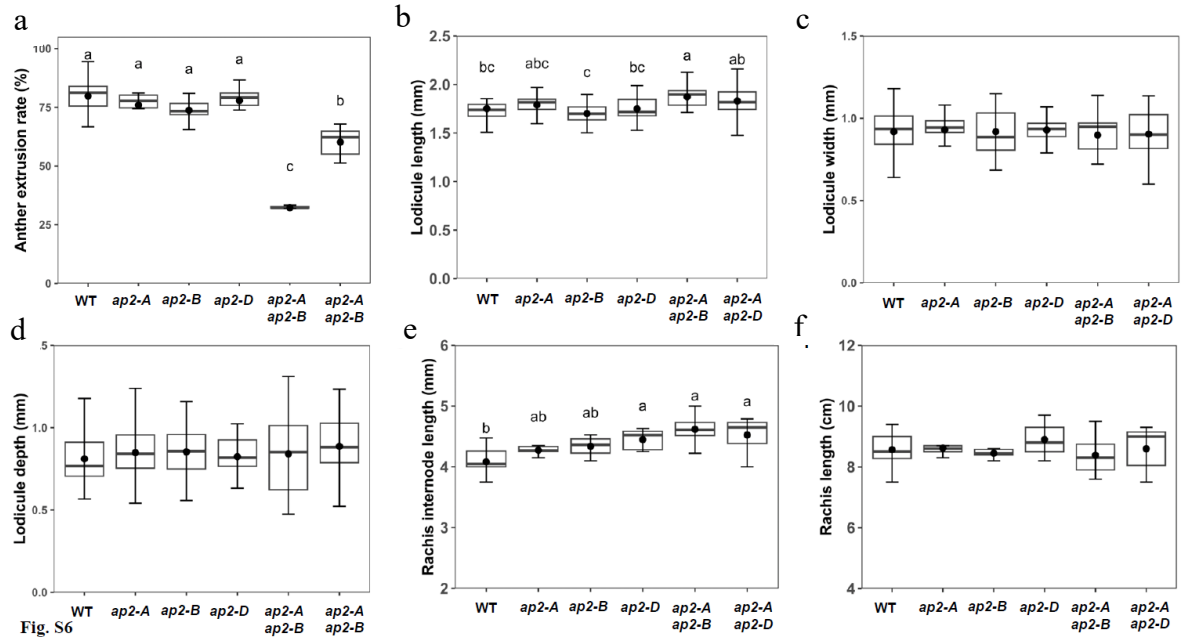 a
Anther extrusion rate (%)
100
75
50
25
0
a
a
a
a
c
b
WT
ap2-A
ap2-B
ap2-D
ap2-A
ap2-B
ap2-A
ap2-B
b
Lodicule length (mm)
2.5
2.0
1.5
1.0
0.5
0.0
bc
abc
c
bc
a
ab
WT
ap2-A
ap2-B
ap2-D
ap2-A
ap2-B
ap2-A
ap2-D
c
Lodicule width (mm)
1.5
1.0
0.5
0.0
WT
ap2-A
ap2-B
ap2-D
ap2-A
ap2-B
ap2-A
ap2-D
d
Lodicule depth (mm)
.5
1.0
0.5
0.0
WT
ap2-A
ap2-B
ap2-D
ap2-A
ap2-B
ap2-A
ap2-B
e
Rachis internode length (mm)
6
5
4
3
2
b
ab
ab
a
a
a
WT
ap2-A
ap2-B
ap2-D
ap2-A
ap2-B
ap2-A
ap2-D
f
Rachis length (cm)
12
10
8
6
4
WT
ap2-A
ap2-B
ap2-D
ap2-A
ap2-B
ap2-A
ap2-D
Fig. S6